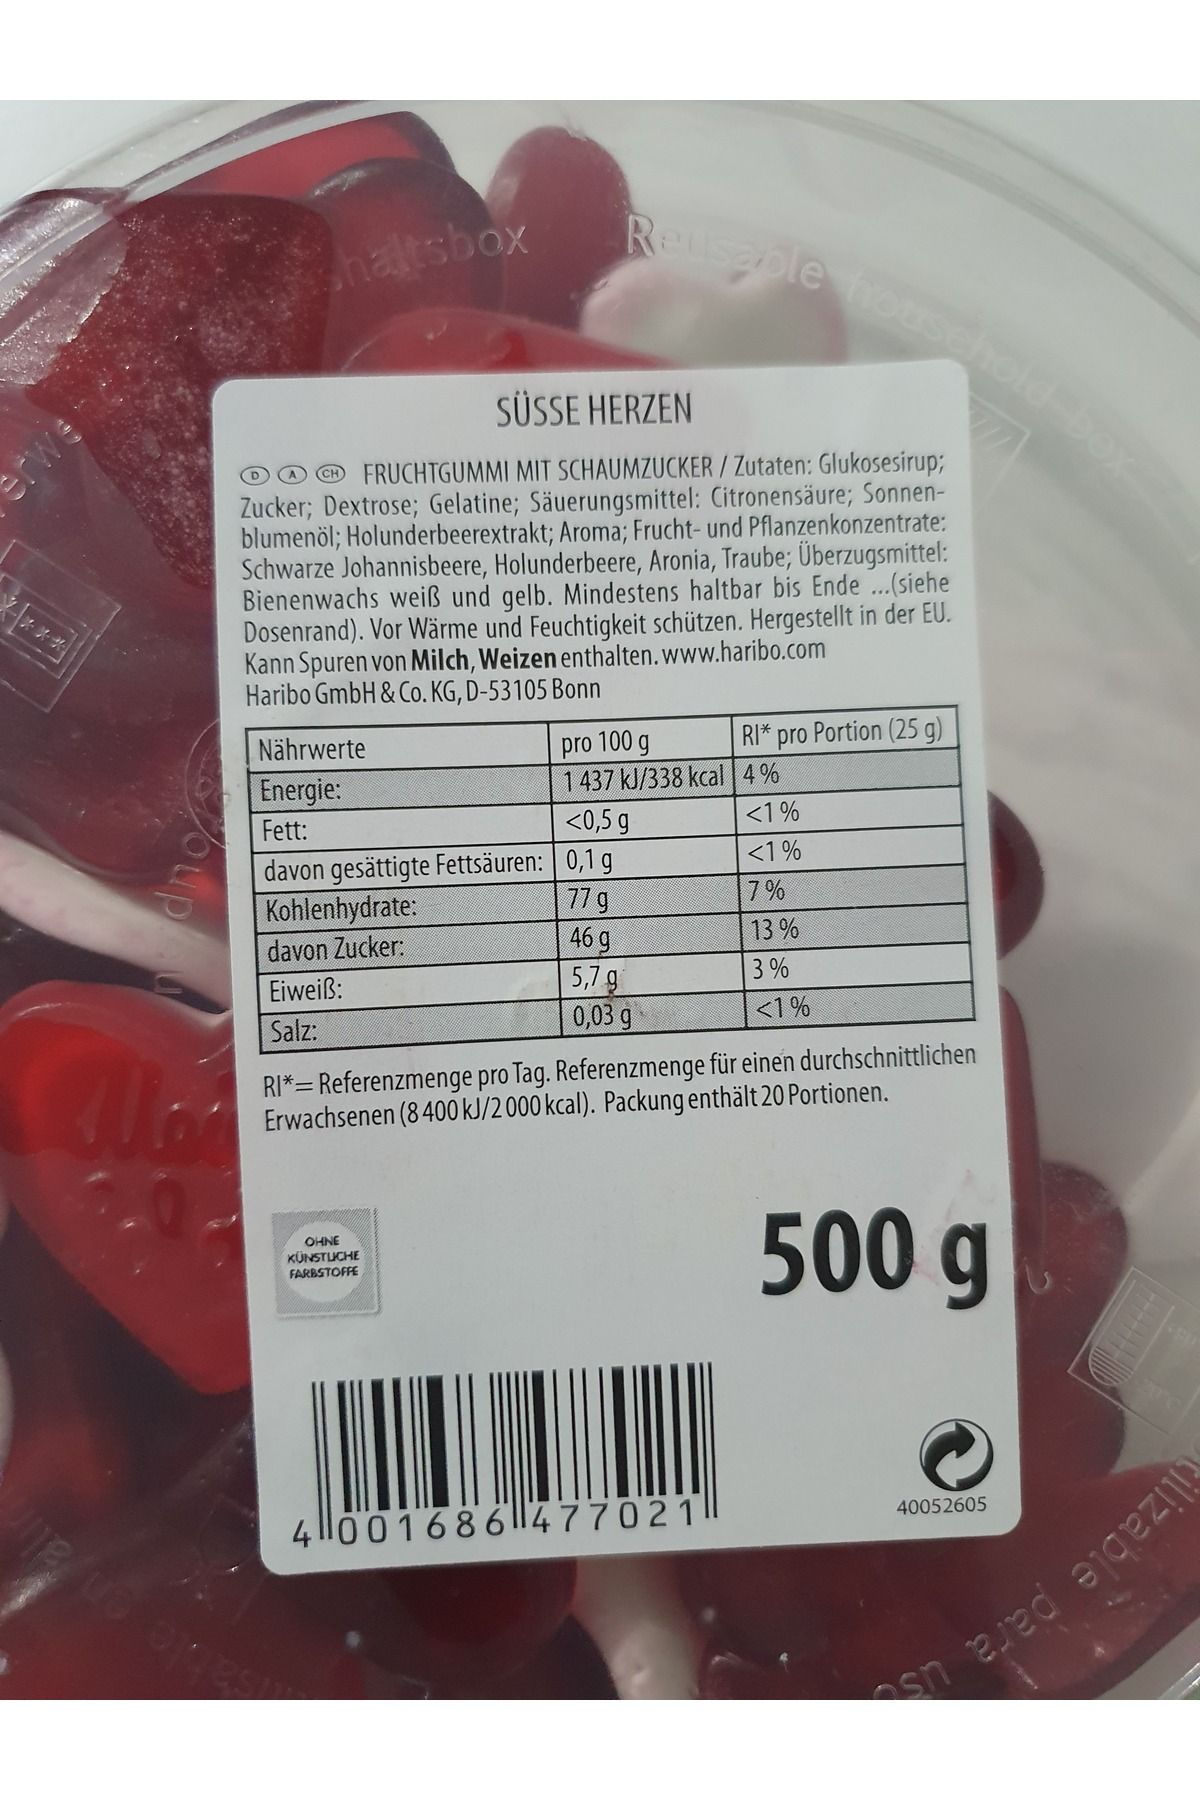 haltsbox
Reusable household-box
SÜSSE HERZEN
D A CH FRUCHTGUMMI MIT SCHAUMZUCKER / Zutaten: Glukosesirup;
Zucker; Dextrose; Gelatine; Säuerungsmittel: Citronensäure; Sonnen-
blumenöl; Holunderbeerextrakt; Aroma; Frucht- und Pflanzenkonzentrate:
Schwarze Johannisbeere, Holunderbeere, Aronia, Traube; Überzugsmittel:
Bienenwachs weiß und gelb. Mindestens haltbar bis Ende ...(siehe
Dosenrand). Vor Wärme und Feuchtigkeit schützen. Hergestellt in der EU.
Kann Spuren von Milch, Weizen enthalten. www.haribo.com
Haribo GmbH & Co. KG, D-53105 Bonn
Nährwerte pro 100 g RI* pro Portion (25 g)
Energie: 1 437 kJ/338 kcal 4 %
Fett: <0,5 g <1 %
davon gesättigte Fettsäuren: 0,1 g <1 %
Kohlenhydrate: 77 g 7 %
davon Zucker: 46 g 13 %
Eiweiß: 5,7 g 3 %
Salz: 0,03 g <1 %
RI*= Referenzmenge pro Tag. Referenzmenge für einen durchschnittlichen
Erwachsenen (8 400 kJ/2 000 kcal). Packung enthält 20 Portionen.
OHNE
KÜNSTLICHE
FARBSTOFFE
500 g
4 001686 477021
40052605
utilizable para uso